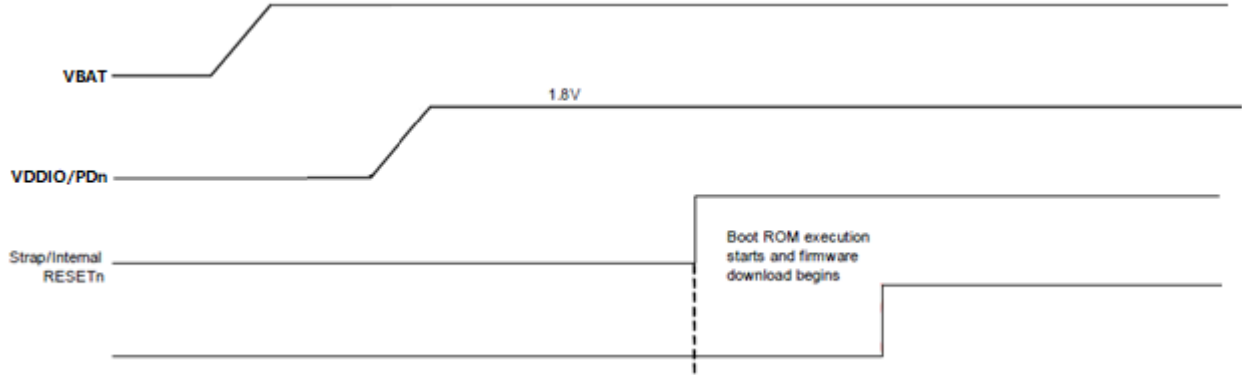 VBAT
1.8V
VDDIO/PDn
Boot ROM execution
starts and firmware
download begins
Strap/Internal
RESETn